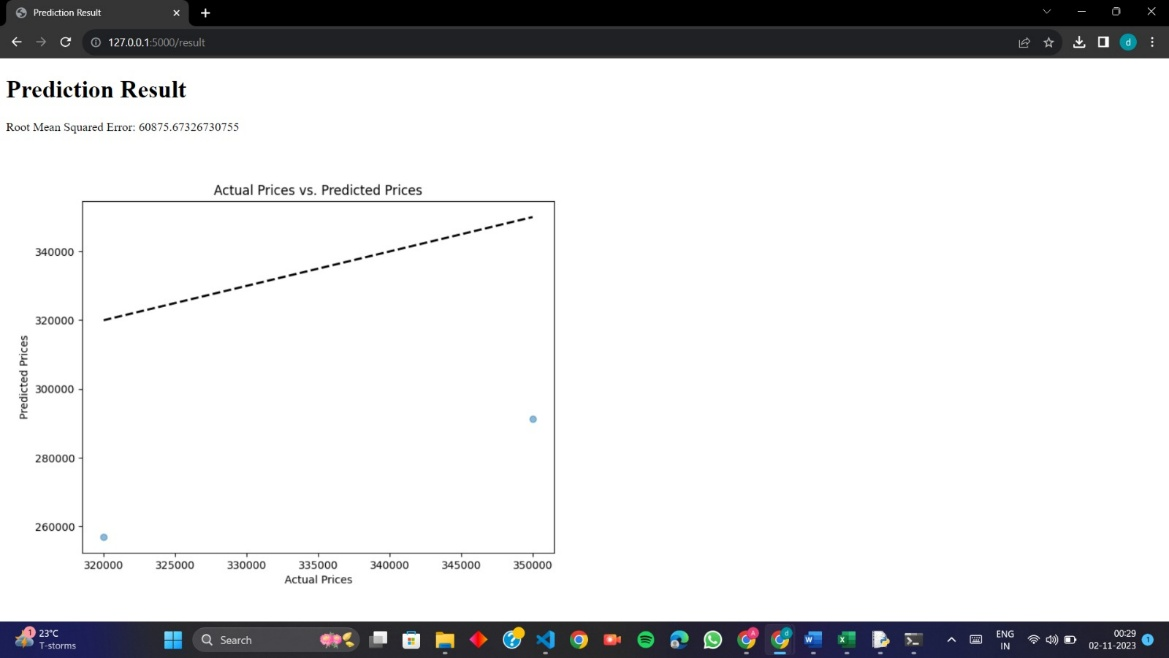 Prediction Result
127.0.0.1:5000/result
d
Prediction Result
Root Mean Squared Error: 60875.67326730755
Actual Prices vs. Predicted Prices
340000
320000
300000
280000
260000
Predicted Prices
320000 325000 330000 335000 340000 345000 350000
Actual Prices
1
23°C
T-storms
Search
ENG
IN
00:29
02-11-2023
1